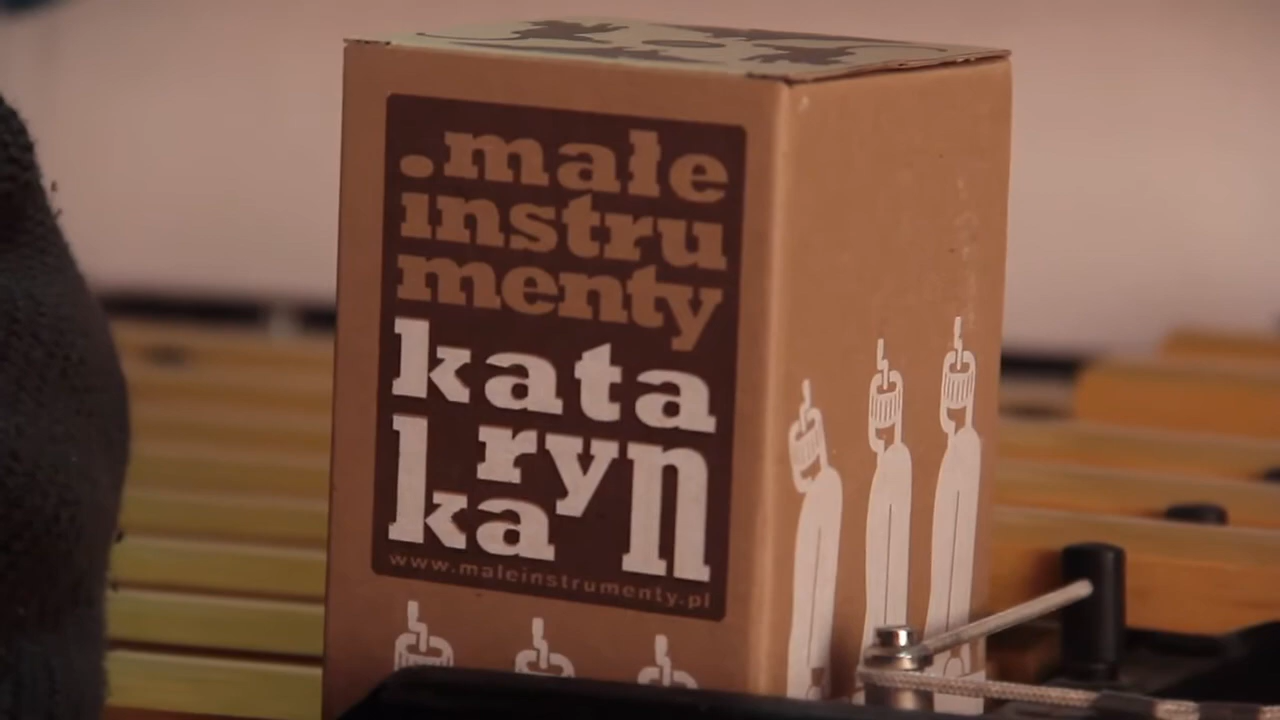 .małe
instru
menty
kata
ryn
ka
www.maleinstrumenty.pl